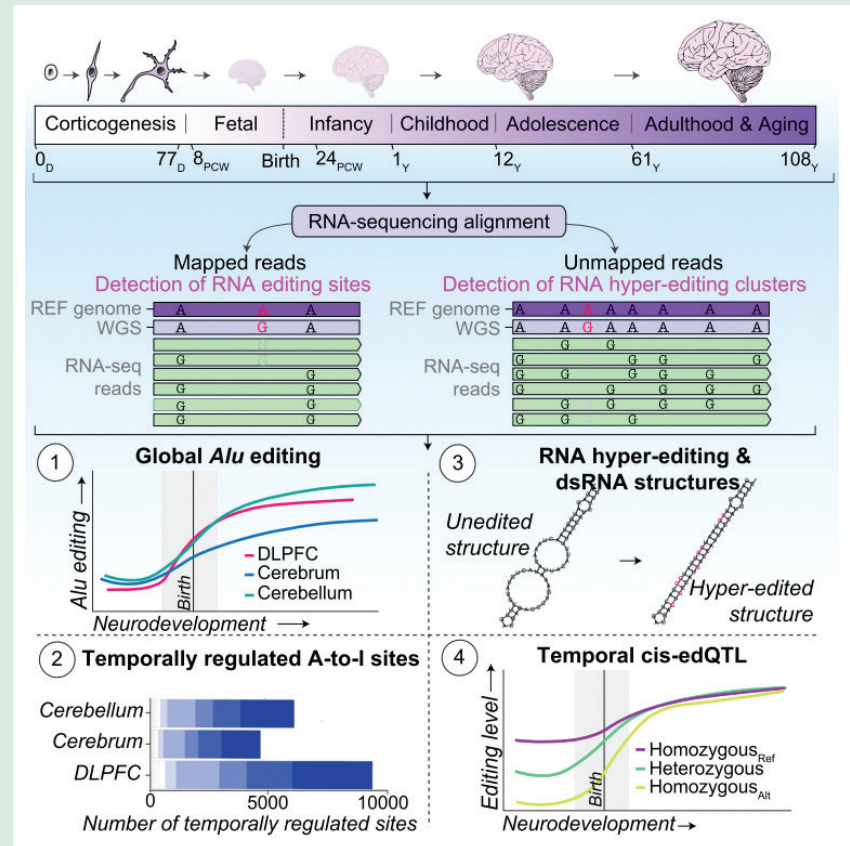 Corticogenesis Fetal Infancy Childhood Adolescence Adulthood & Aging
0D 77D 8PCW Birth 24PCW 1Y 12Y 61Y 108Y
RNA-sequencing alignment
Mapped reads
Detection of RNA editing sites
REF genome A A A
WGS A G A
G
G G
RNA-seq
reads
G
G G
G G
G G
Unmapped reads
Detection of RNA hyper-editing clusters
REF genome A A A A A A A A
WGS A A G A A A A A
RNA-seq
reads
G G
G G G G
G G G G G
G G G G G
G G G G
G G G
1
Global Alu editing
Alu editing
DLPFC
Cerebrum
Cerebellum
Birth
Neurodevelopment
3
RNA hyper-editing &
dsRNA structures
Unedited
structure
Hyper-edited
structure
2
Temporally regulated A-to-I sites
Cerebellum
Cerebrum
DLPFC
0 5000 10000
Number of temporally regulated sites
4
Temporal cis-edQTL
Editing level
HomozygousRef
Heterozygous
HomozygousAlt
Birth
Neurodevelopment